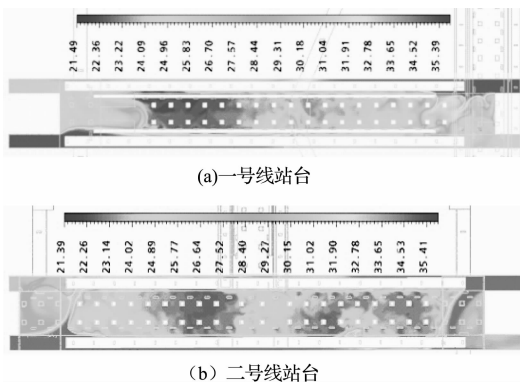 21.49 22.36 23.22 24.09 24.96 25.83 26.70 27.57 28.44 29.31 30.18 31.04 31.91 32.78 33.65 34.52 35.39
(a)一号线站台
21.39 22.26 23.14 24.02 24.89 25.77 26.64 27.52 28.40 29.27 30.15 31.02 31.90 32.78 33.65 34.53 35.41
（b）二号线站台